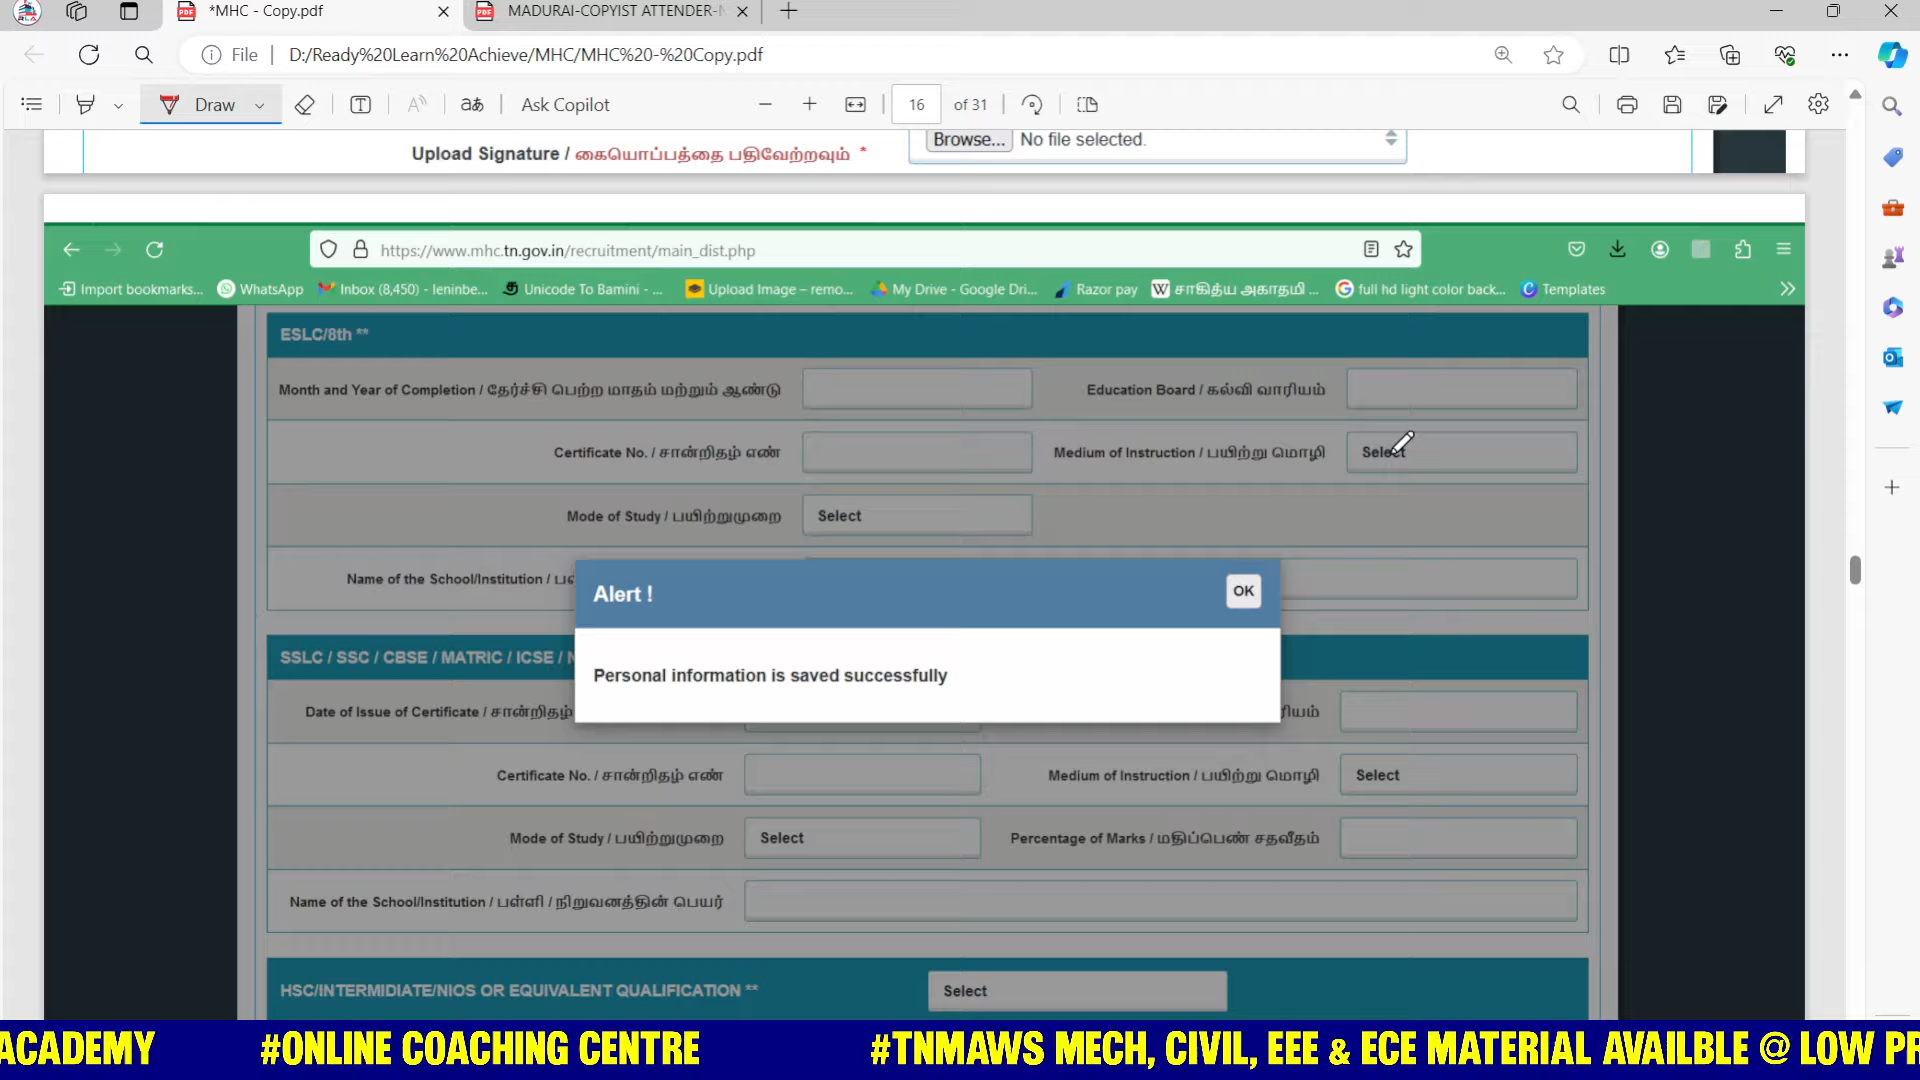 *MHC - Copy.pdf
MADURAI-COPYIST ATTENDER-
File
D:/Ready%20Learn%20Achieve/MHC/MHC%20-%20Copy.pdf
Draw
Ask Copilot
16 of 31
Upload Signature / கையொப்பத்தை பதிவேற்றவும் *
Browse... No file selected.
https://www.mhc.tn.gov.in/recruitment/main_dist.php
Import bookmarks... WhatsApp Inbox (8,450) - leninbe... Unicode To Bamini - ... Upload Image – remo... My Drive - Google Dri... Razor pay சாகித்ய அகாதமி ... full hd light color back... Templates
ESLC/8th **
Month and Year of Completion / தேர்ச்சி பெற்ற மாதம் மற்றும் ஆண்டு
Education Board / கல்வி வாரியம்
Certificate No. / சான்றிதழ் எண்
Medium of Instruction / பயிற்று மொழி Select
Mode of Study / பயிற்றுமுறை Select
Name of the School/Institution /
Alert !
OK
Personal information is saved successfully
SSLC / SSC / CBSE / MATRIC / ICSE / N
Date of Issue of Certificate / சான்றிதழ்
ரியம்
Certificate No. / சான்றிதழ் எண்
Medium of Instruction / பயிற்று மொழி Select
Mode of Study / பயிற்றுமுறை Select
Percentage of Marks / மதிப்பெண் சதவீதம்
Name of the School/Institution / பள்ளி / நிறுவனத்தின் பெயர்
HSC/INTERMIDIATE/NIOS OR EQUIVALENT QUALIFICATION ** Select
ACADEMY #ONLINE COACHING CENTRE #TNMAWS MECH, CIVIL, EEE & ECE MATERIAL AVAILBLE @ LOW PR